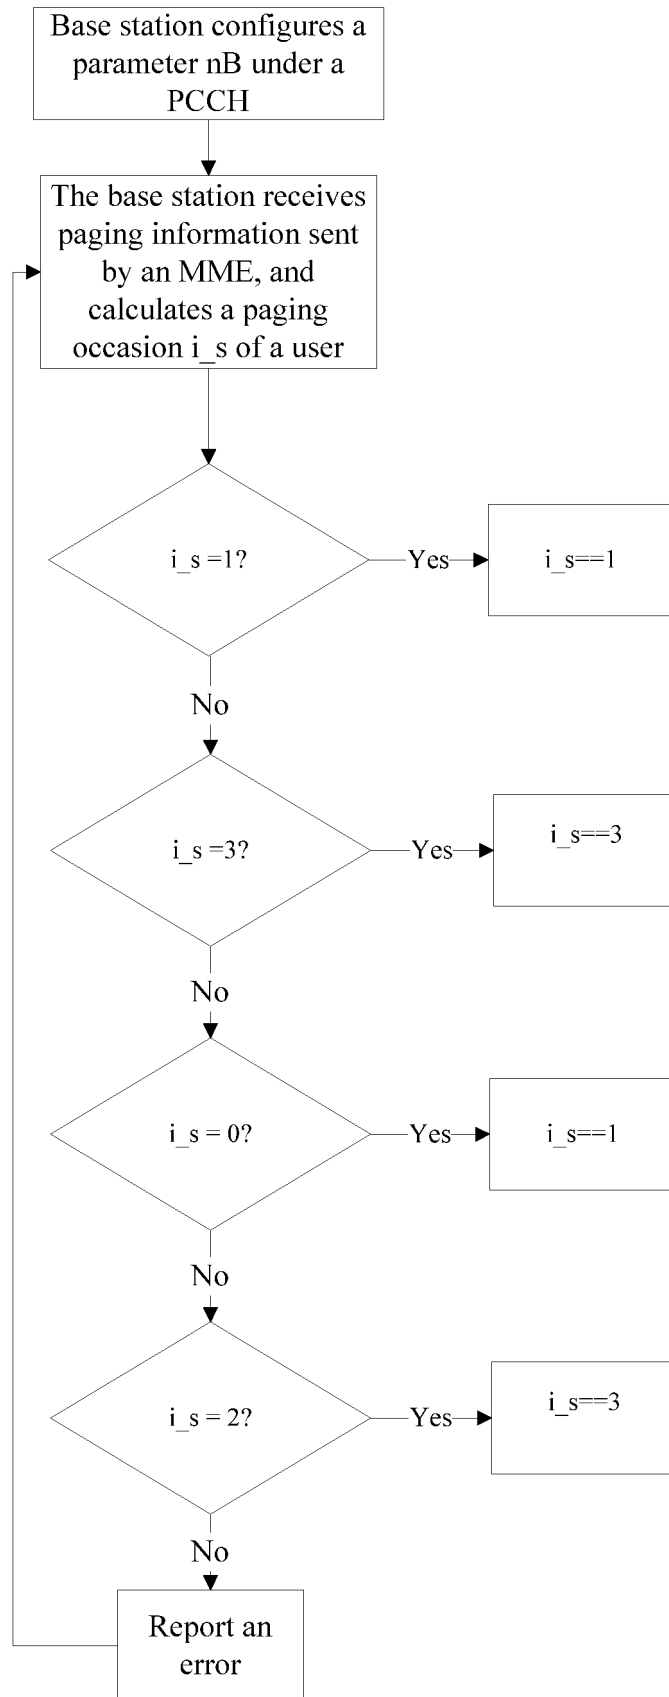 Base station configures a
parameter nB under a
PCCH
The base station receives
paging information sent
by an MME, and
calculates a paging
occasion i_s of a user
i_s =1?
Yes
i_s==1
No
i_s =3?
Yes
i_s==3
No
i_s = 0?
Yes
i_s==1
No
i_s = 2?
Yes
i_s==3
No
Report an
error